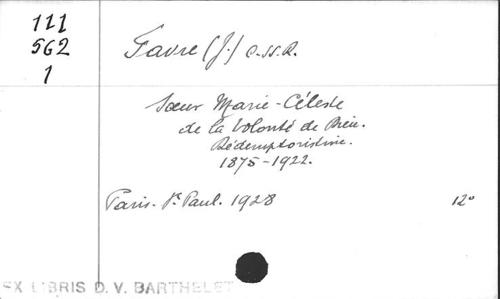 111
562
1
Favre (J.) C.SS.R.
Sœur Marie-Céleste
de la Volonté de Dieu.
Rédemptoristine.
1875-1922.
Paris. St Paul. 1928 12°
EX LIBRIS D. V. BARTHELET